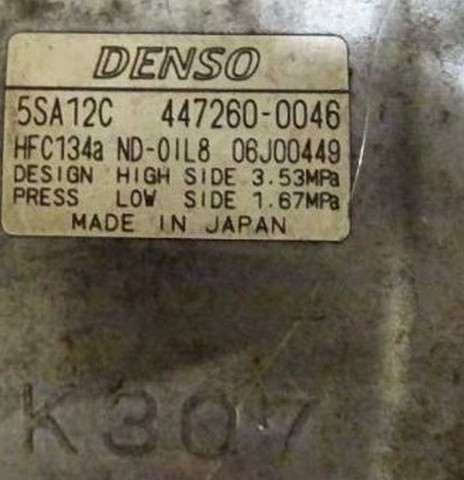 DENSO
5SA12C 447260-0046
HFC134a ND-OIL8 06J00449
DESIGN HIGH SIDE 3.53MPa
PRESS LOW SIDE 1.67MPa
MADE IN JAPAN
K307